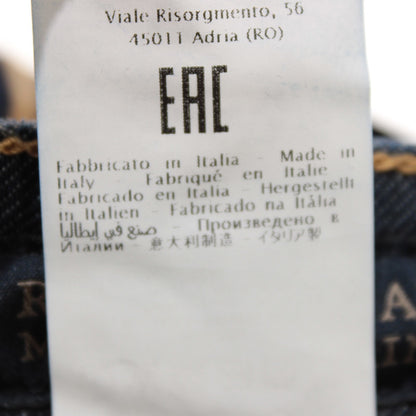 Viale Risorgmento, 56
45011 Adria (RO)
EAC
Fabbricato in Italia - Made in
Italy - Fabriqué en Italie -
Fabricado en Italia - Hergestellt
in Italien - Fabricado na Itália
صنع في إيطاليا - Произведено в
Италии - 意大利制造 - イタリア製